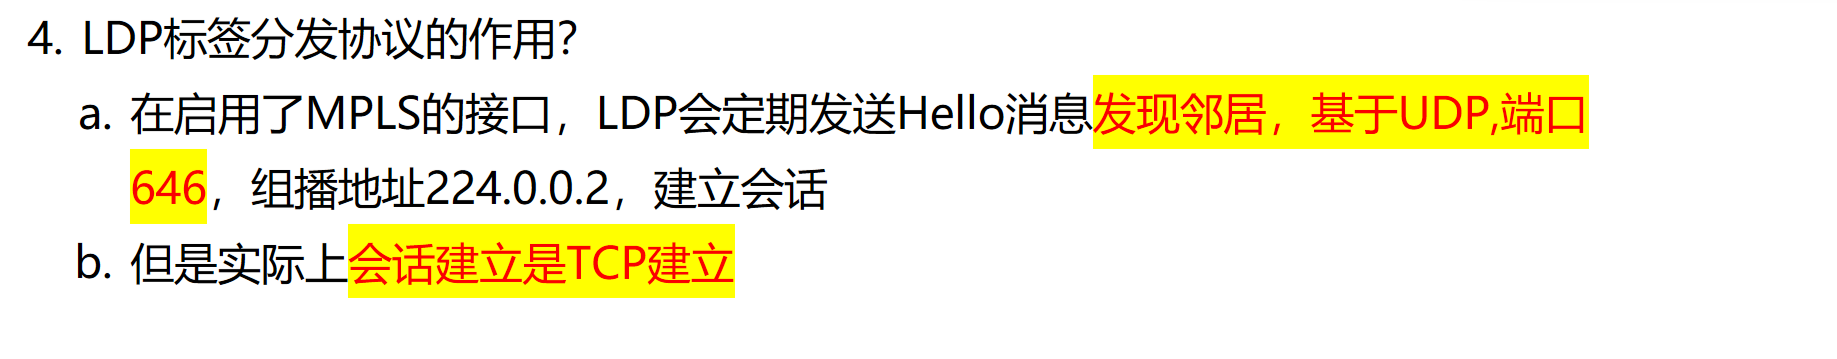 4. LDP标签分发协议的作用？
a. 在启用了MPLS的接口，LDP会定期发送Hello消息发现邻居，基于UDP,端口
646，组播地址224.0.0.2，建立会话
b. 但是实际上会话建立是TCP建立